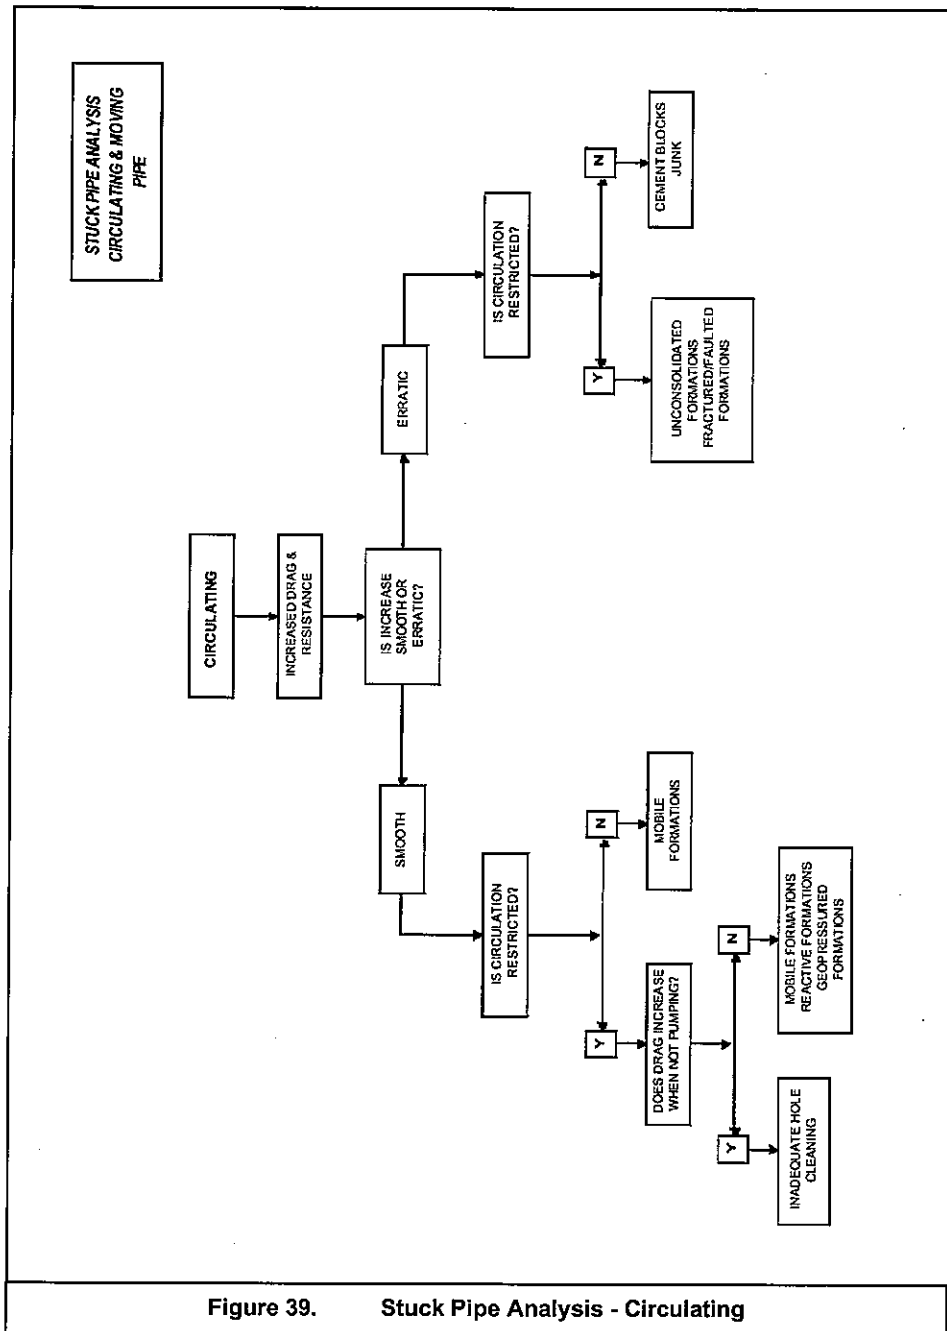 STUCK PIPE ANALYSIS
CIRCULATING & MOVING
PIPE
CIRCULATING
INCREASED DRAG &
RESISTANCE
IS INCREASE
SMOOTH OR
ERRATIC?
SMOOTH
ERRATIC
IS CIRCULATION
RESTRICTED?
IS CIRCULATION
RESTRICTED?
Y
N
Y
N
DOES DRAG INCREASE
WHEN NOT PUMPING?
MOBILE
FORMATIONS
UNCONSOLIDATED
FORMATIONS
FRACTURED/FAULTED
FORMATIONS
CEMENT BLOCKS
JUNK
Y
N
INADEQUATE HOLE
CLEANING
MOBILE FORMATIONS
REACTIVE FORMATIONS
GEOPRESSURED
FORMATIONS
Figure 39. Stuck Pipe Analysis - Circulating